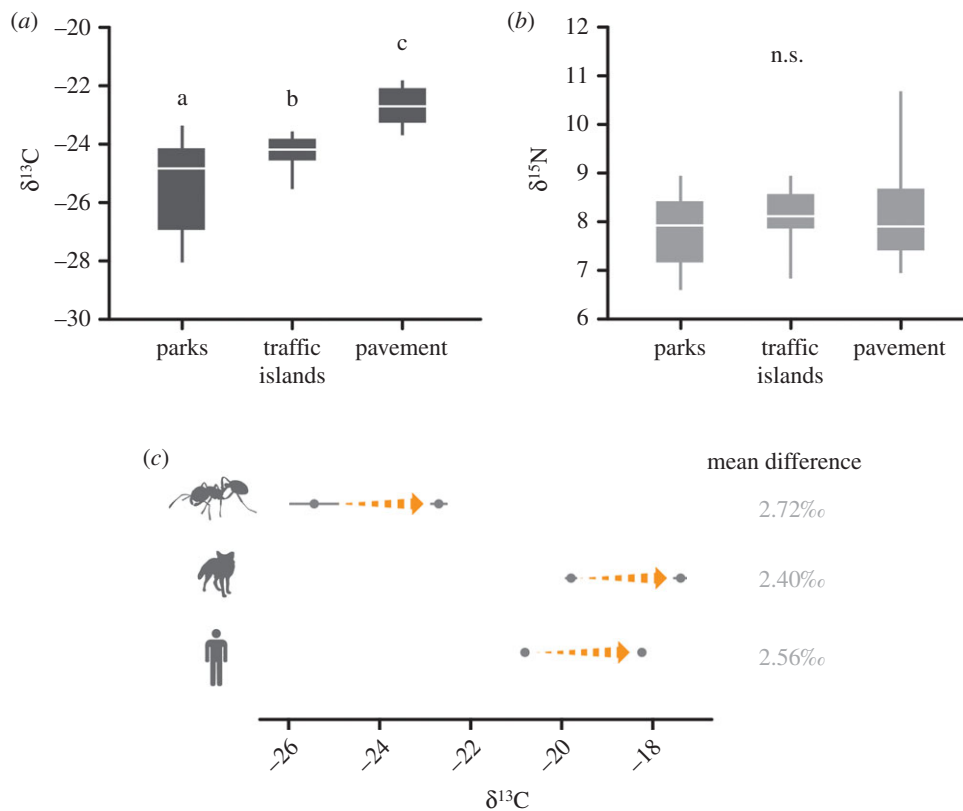 (a)
–20
–22
–24
–26
–28
–30
δ13C
a
b
c
parks
traffic
islands
pavement
(b)
12
11
10
9
8
7
6
δ15N
n.s.
parks
traffic
islands
pavement
(c)
mean difference
2.72‰
2.40‰
2.56‰
–26
–24
–22
–20
–18
δ13C